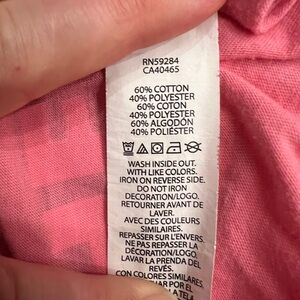 RN59284
CA40465
60% COTTON
40% POLYESTER
60% COTON
40% POLYESTER
60% ALGODÓN
40% POLIÉSTER
WASH INSIDE OUT.
WITH LIKE COLORS.
IRON ON REVERSE SIDE.
DO NOT IRON
DECORATION/LOGO.
RETOURNER AVANT DE
LAVER.
AVEC DES COULEURS
SIMILAIRES.
REPASSER SUR L'ENVERS.
NE PAS REPASSER LA
DÉCORATION/LOGO.
LAVAR LA PRENDA DEL
REVÉS.
CON COLORES SIMILARES.